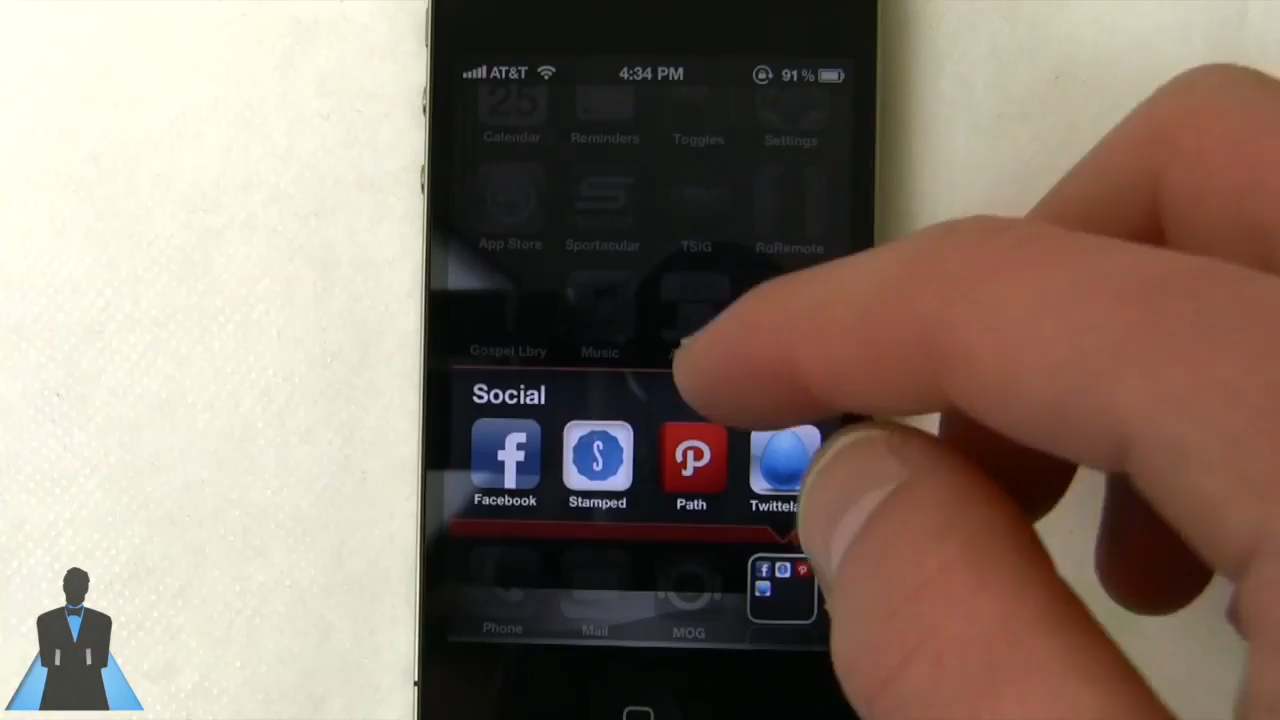 AT&T 4:34 PM 91%
25
Calendar Reminders Toggles Settings
App Store Sportacular TSIG RoRemote
Gospel Lbry Music
Social
Facebook Stamped Path
Phone Mail MOG